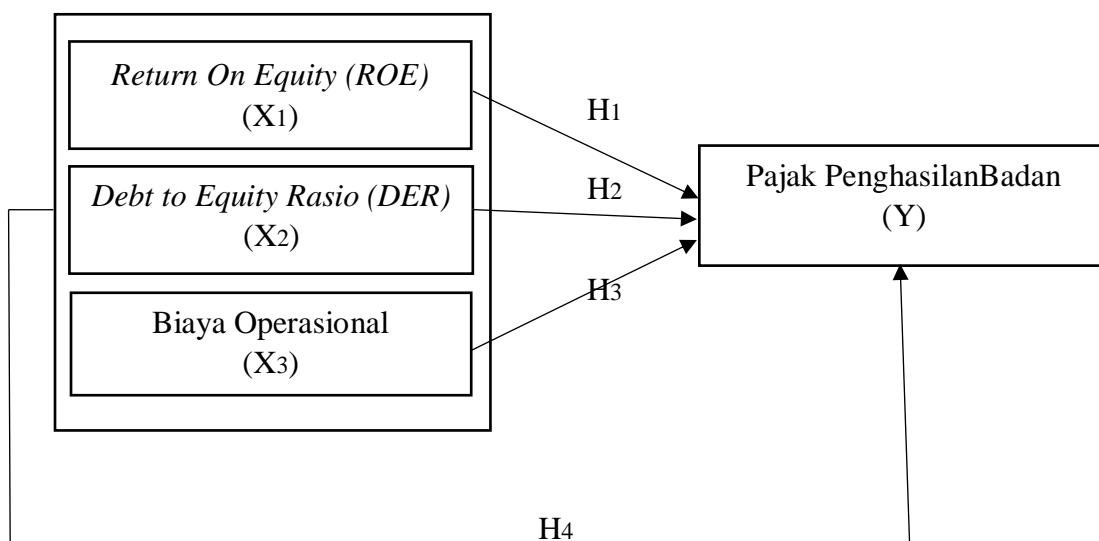 Return On Equity (ROE)
(X1)
H1
Debt to Equity Rasio (DER)
(X2)
H2
Pajak PenghasilanBadan
(Y)
Biaya Operasional
(X3)
H3
H4